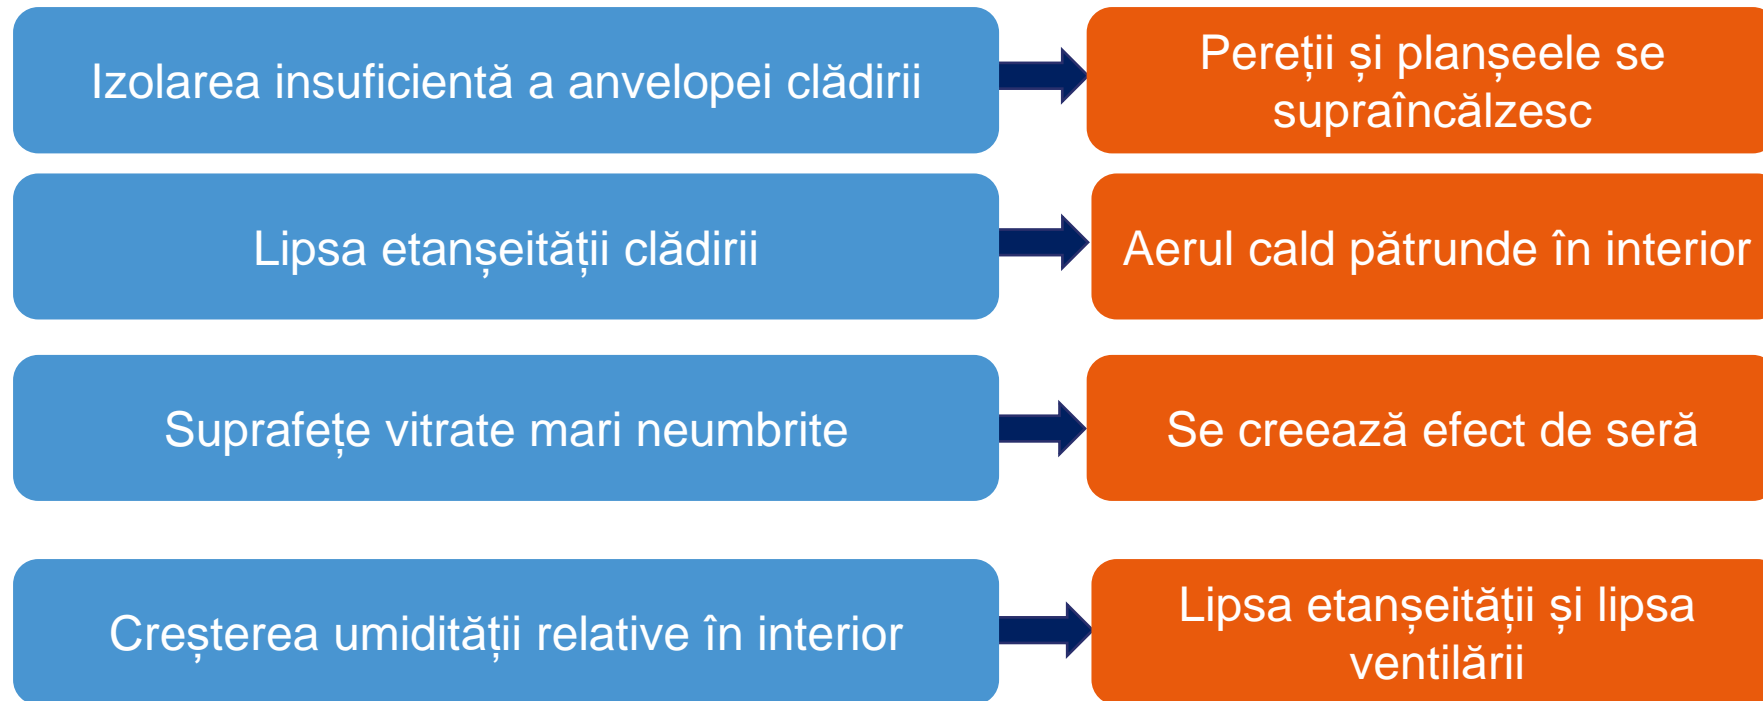 Izolarea insuficientă a anvelopei clădirii
Pereții și planșeele se
supraîncălzesc
Lipsa etanșeității clădirii
Aerul cald pătrunde în interior
Suprafețe vitrate mari neumbrite
Se creează efect de seră
Creșterea umidității relative în interior
Lipsa etanșeității și lipsa
ventilării